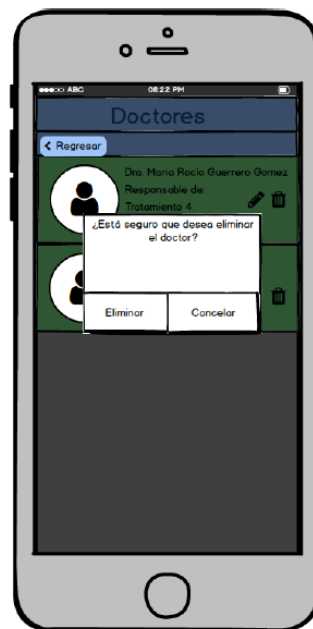 ABC 08:22 PM
Doctores
Regresar
Dra. Maria Rocio Guerrero Gomez
Responsable de:
Tratamiento 4
¿Está seguro que desea eliminar
el doctor?
Eliminar Cancelar